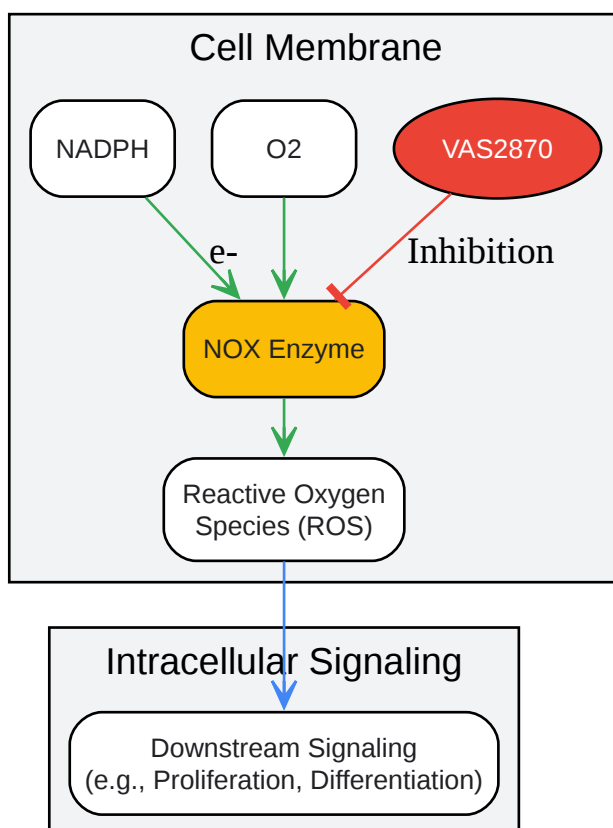 Cell Membrane
NADPH
O2
VAS2870
e-
Inhibition
NOX Enzyme
Reactive Oxygen
Species (ROS)
Intracellular Signaling
Downstream Signaling
(e.g., Proliferation, Differentiation)